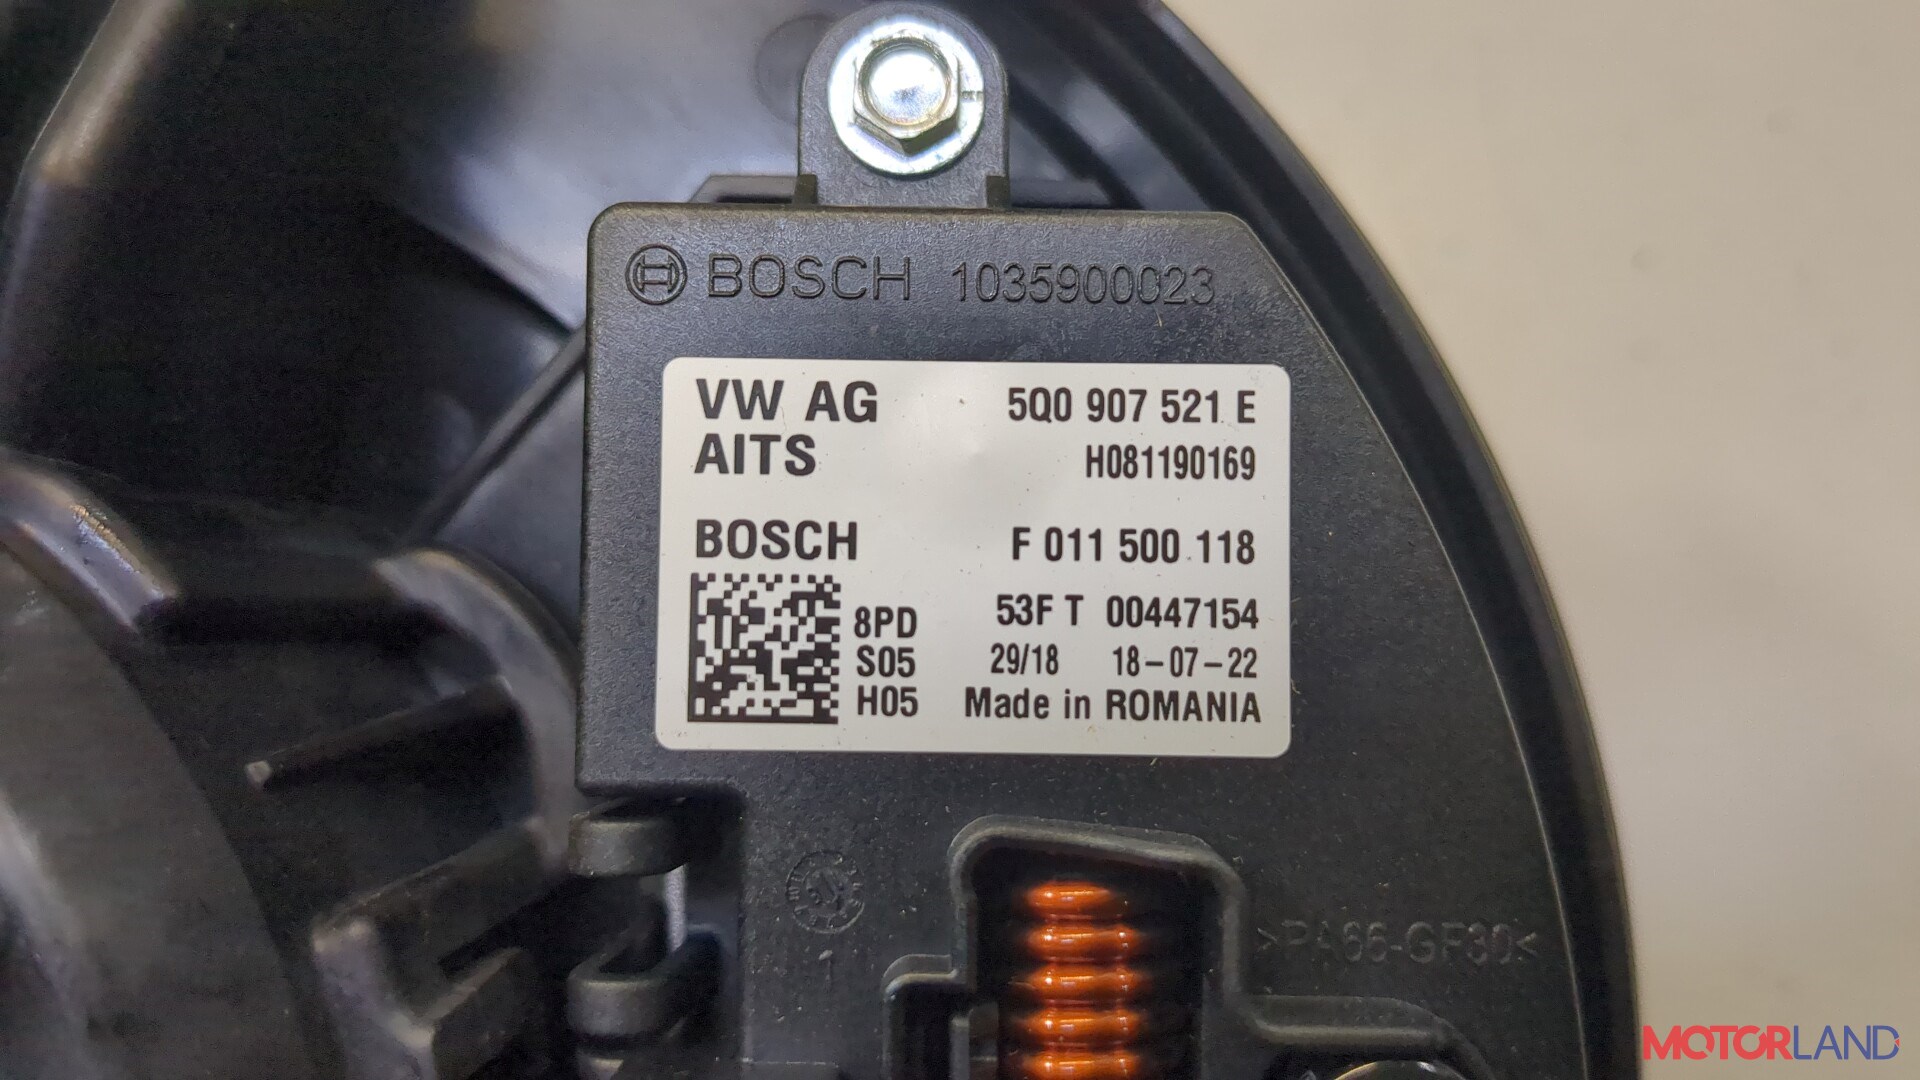 BOSCH 1035900023
VW AG 5Q0 907 521 E
AITS H081190169
BOSCH F 011 500 118
8PD 53F T 00447154
S05 29/18 18-07-22
H05 Made in ROMANIA
>PA66-GF30<
MOTORLAND